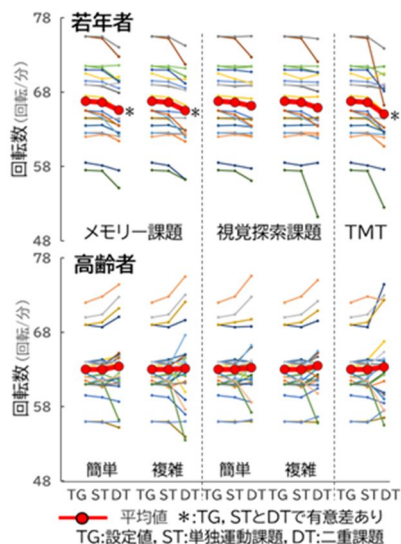 若年者
78
68
58
48
回転数(回転/分)
*
*
*
メモリー課題
視覚探索課題
TMT
高齢者
78
68
58
48
回転数(回転/分)
簡単
複雑
簡単
複雑
TG ST DT TG ST DT TG ST DT TG ST DT TG ST DT
平均値 *:TG, STとDTで有意差あり
TG:設定値, ST:単独運動課題, DT:二重課題